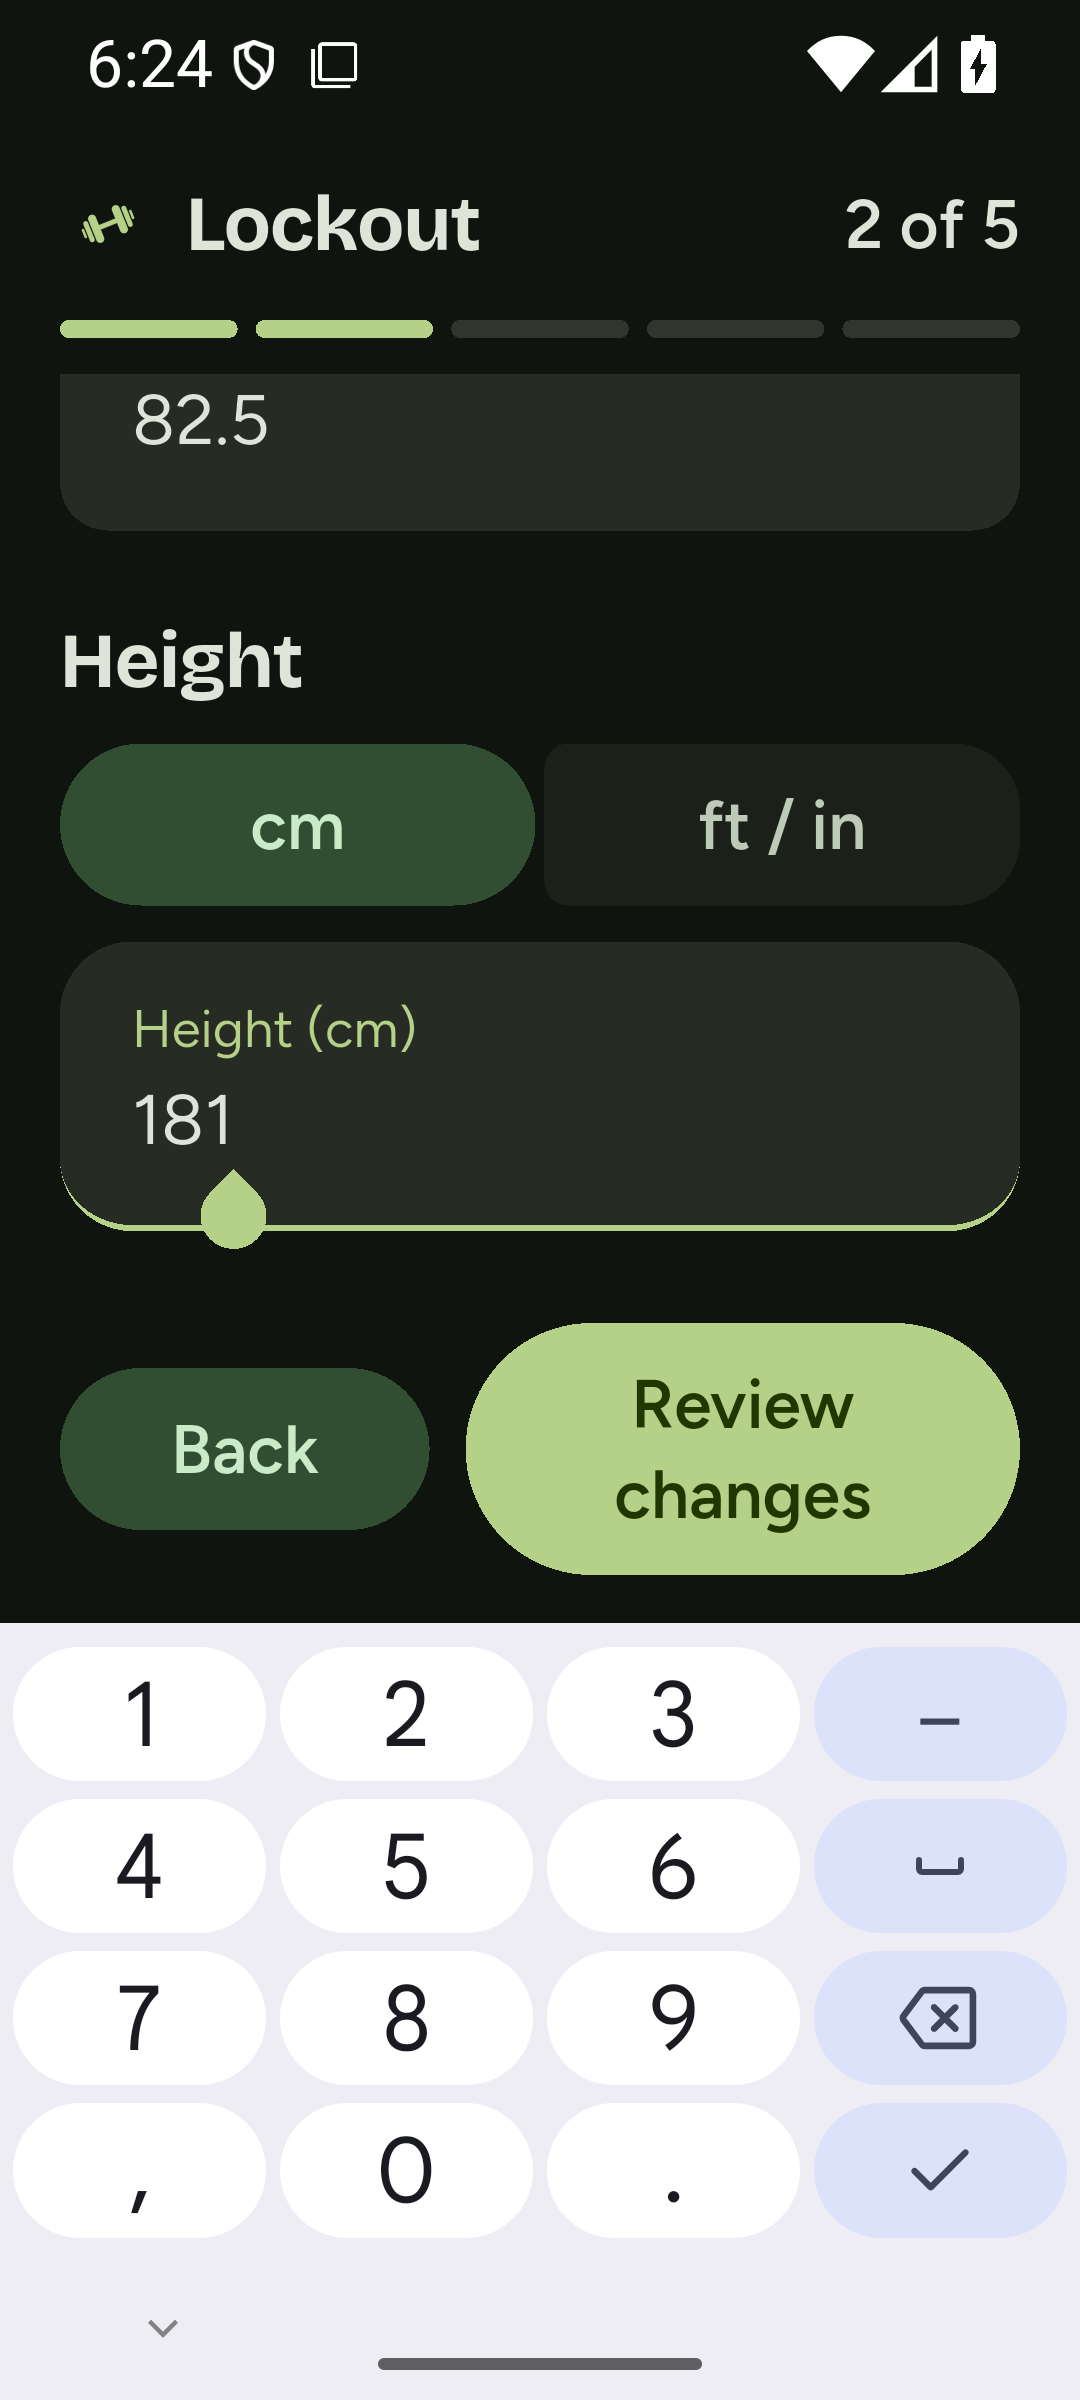 6:24
Lockout
2 of 5
82.5
Height
cm
ft / in
Height (cm)
181
Back
Review
changes
1 2 3 –
4 5 6
7 8 9
, 0 .